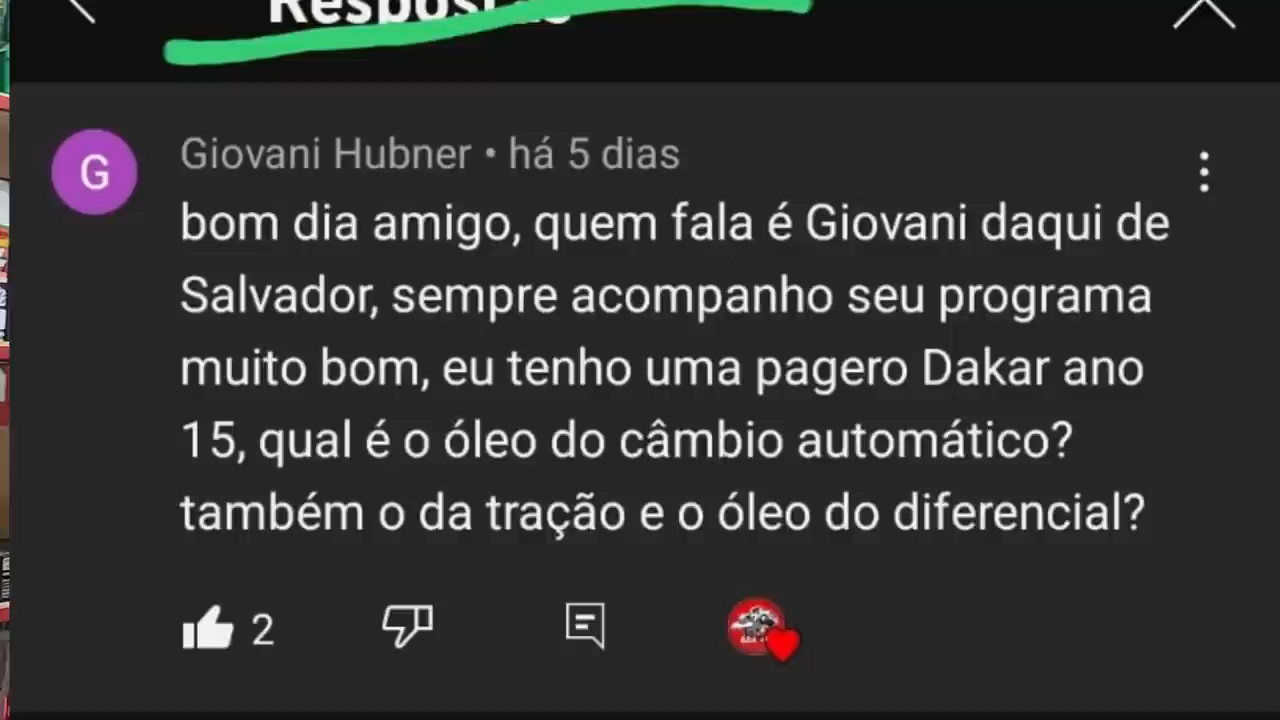 Respostas
G
Giovani Hubner • há 5 dias
bom dia amigo, quem fala é Giovani daqui de
Salvador, sempre acompanho seu programa
muito bom, eu tenho uma pagero Dakar ano
15, qual é o óleo do câmbio automático?
também o da tração e o óleo do diferencial?
2